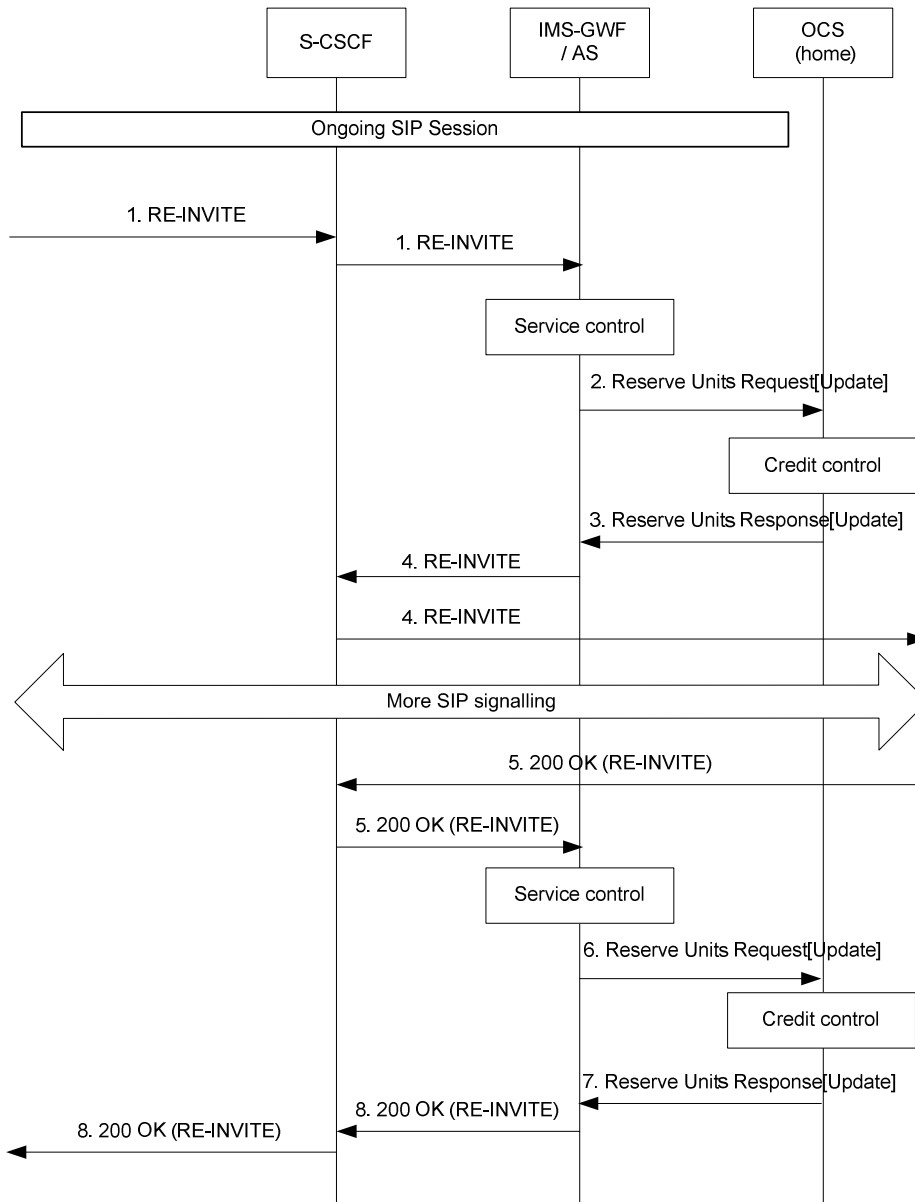 S-CSCF
IMS-GWF
/ AS
OCS
(home)
Ongoing SIP Session
1. RE-INVITE
1. RE-INVITE
Service control
2. Reserve Units Request[Update]
Credit control
3. Reserve Units Response[Update]
4. RE-INVITE
4. RE-INVITE
More SIP signalling
5. 200 OK (RE-INVITE)
5. 200 OK (RE-INVITE)
Service control
6. Reserve Units Request[Update]
Credit control
7. Reserve Units Response[Update]
8. 200 OK (RE-INVITE)
8. 200 OK (RE-INVITE)